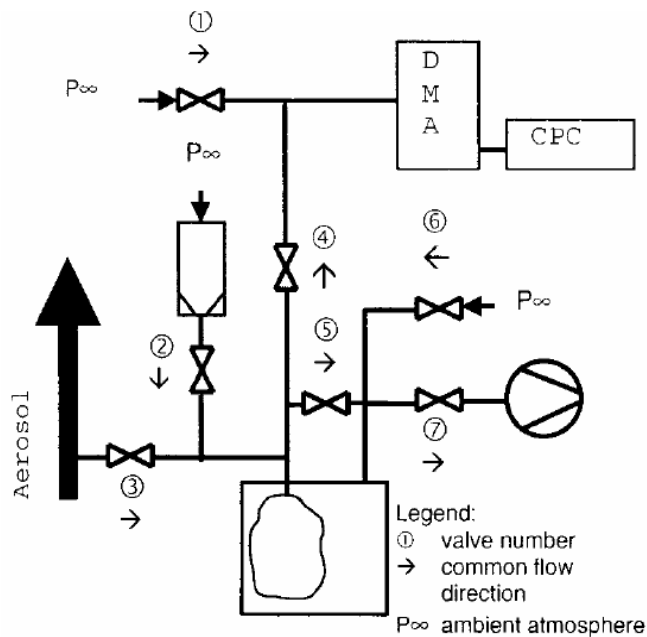 ①
→
P∞
D
M
A
CPC
P∞
⑥
←
④
↑
P∞
⑤
→
②
↓
Aerosol
③
→
⑦
→
Legend:
① valve number
→ common flow
direction
P∞ ambient atmosphere